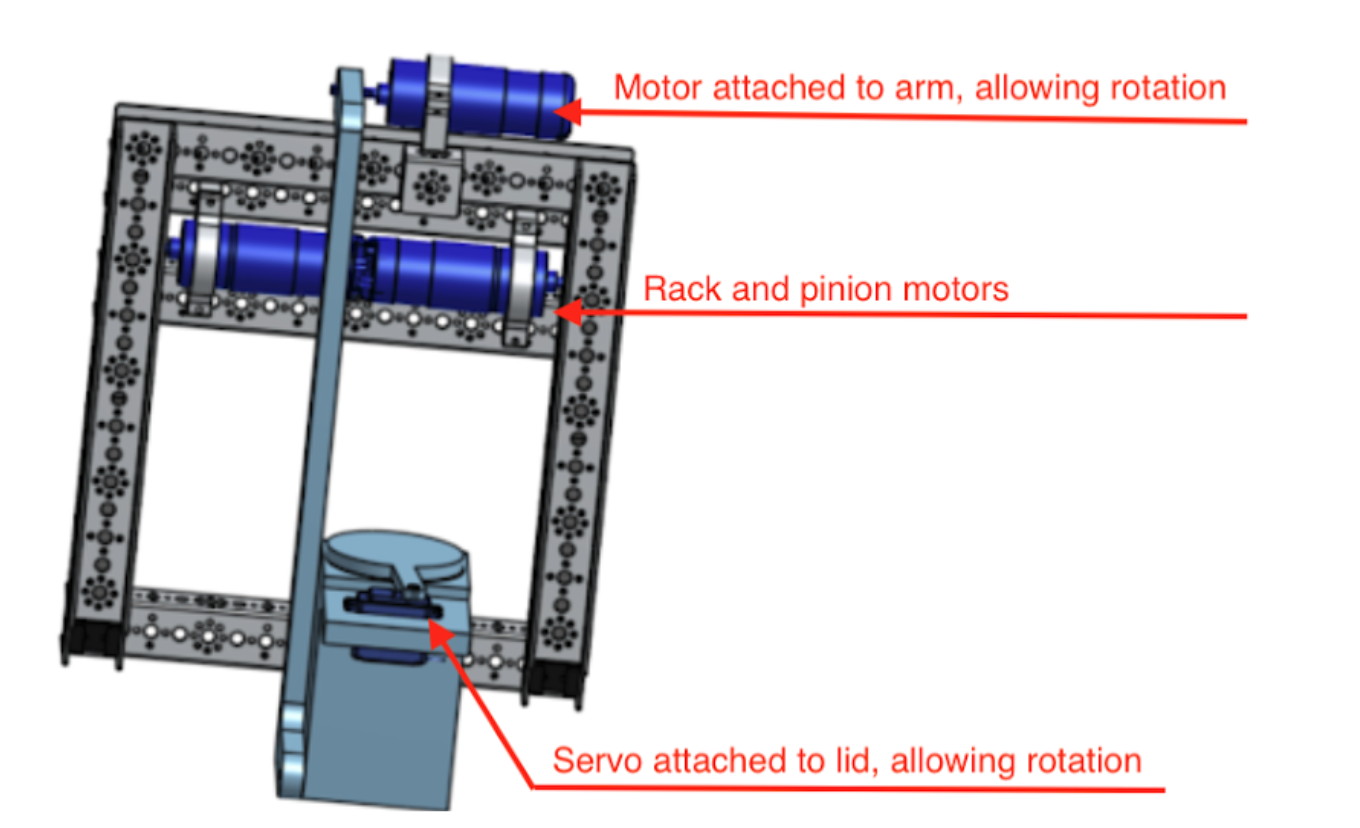 Motor attached to arm, allowing rotation
Rack and pinion motors
Servo attached to lid, allowing rotation